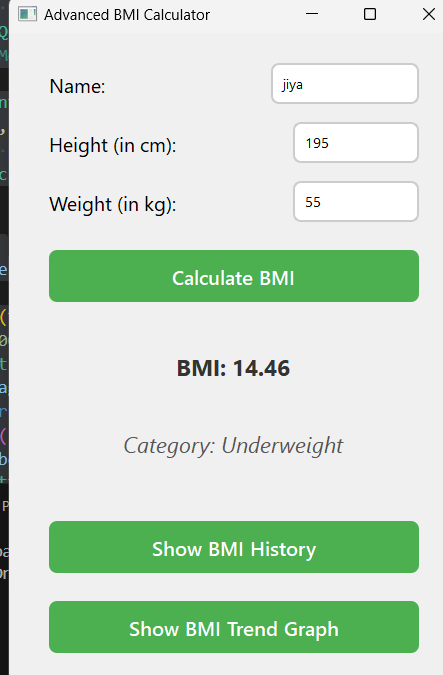 Advanced BMI Calculator
Name: jiya
Height (in cm): 195
Weight (in kg): 55
Calculate BMI
BMI: 14.46
Category: Underweight
Show BMI History
Show BMI Trend Graph